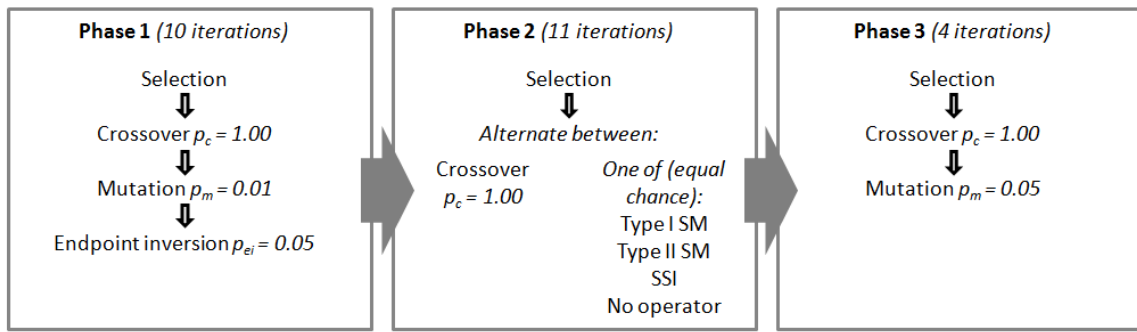 Phase 1 (10 iterations)
Selection
Crossover pc = 1.00
Mutation pm = 0.01
Endpoint inversion pei = 0.05
Phase 2 (11 iterations)
Selection
Alternate between:
Crossover
pc = 1.00
One of (equal
chance):
Type I SM
Type II SM
SSI
No operator
Phase 3 (4 iterations)
Selection
Crossover pc = 1.00
Mutation pm = 0.05